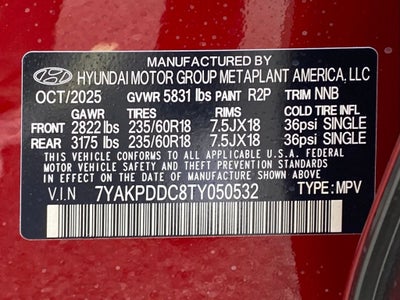 MANUFACTURED BY
HYUNDAI MOTOR GROUP METAPLANT AMERICA, LLC
OCT/2025 GVWR 5831 lbs PAINT R2P TRIM NNB
GAWR TIRES RIMS COLD TIRE INFL
FRONT 2822 lbs 235/60R18 7.5JX18 36psi SINGLE
REAR 3175 lbs 235/60R18 7.5JX18 36psi SINGLE
THIS VEHICLE CONFORMS TO ALL APPLICABLE U.S.A. FEDERAL
MOTOR VEHICLE SAFETY AND THEFT PREVENTION STANDARDS
IN EFFECT ON THE DATE OF MANUFACTURE SHOWN ABOVE.
V.I.N 7YAKPDDC8TY050532 TYPE: MPV